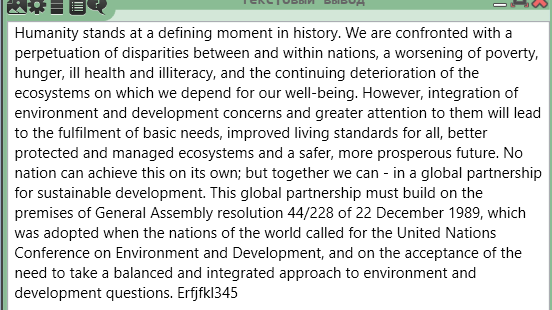 Текстовый вывод
Humanity stands at a defining moment in history. We are confronted with a
perpetuation of disparities between and within nations, a worsening of poverty,
hunger, ill health and illiteracy, and the continuing deterioration of the
ecosystems on which we depend for our well-being. However, integration of
environment and development concerns and greater attention to them will lead
to the fulfilment of basic needs, improved living standards for all, better
protected and managed ecosystems and a safer, more prosperous future. No
nation can achieve this on its own; but together we can - in a global partnership
for sustainable development. This global partnership must build on the
premises of General Assembly resolution 44/228 of 22 December 1989, which
was adopted when the nations of the world called for the United Nations
Conference on Environment and Development, and on the acceptance of the
need to take a balanced and integrated approach to environment and
development questions. Erfjfkl345